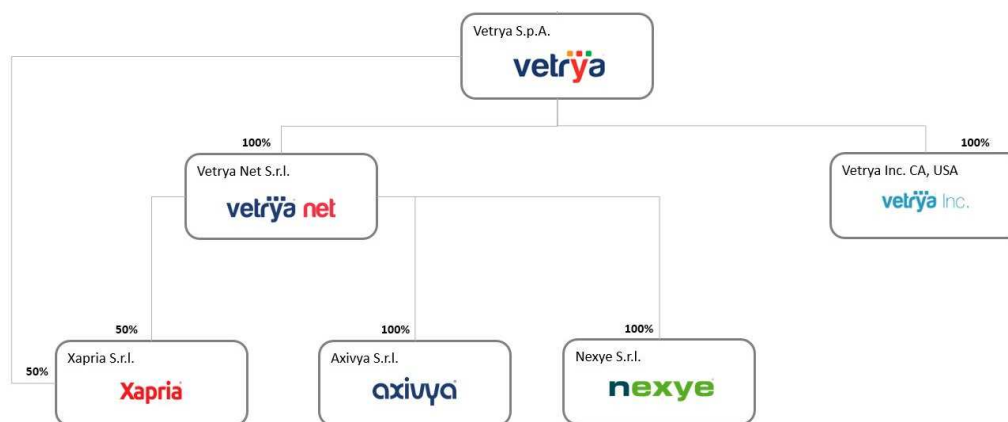 Vetrya S.p.A.
vetrya
100%
100%
Vetrya Net S.r.l.
vetrya net
Vetrya Inc. CA, USA
vetrya Inc.
50%
100%
100%
Xapria S.r.l.
Axivya S.r.l.
Nexye S.r.l.
50%
Xapria
axivya
nexye